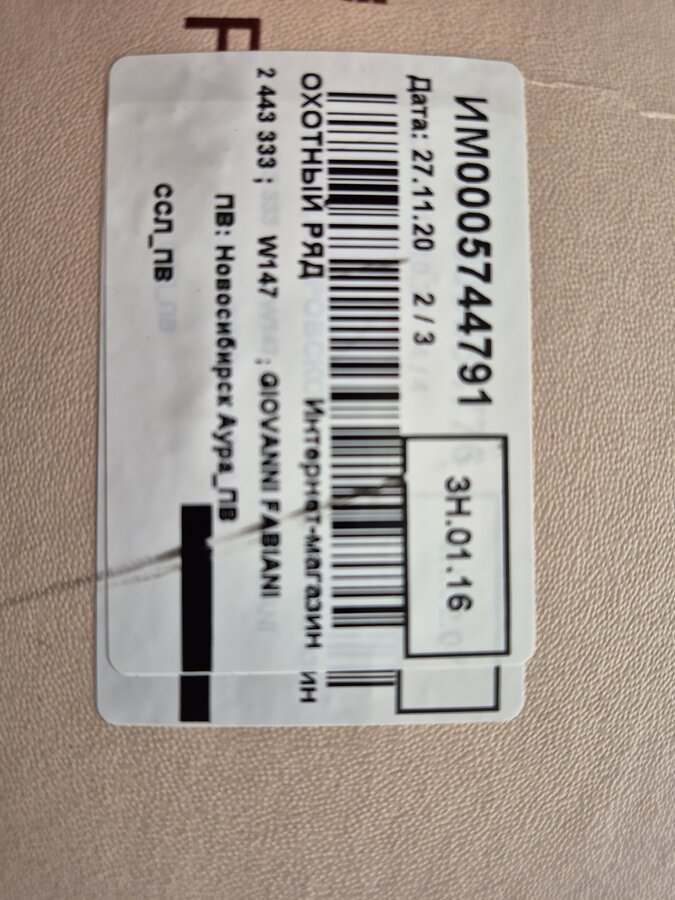 ИМ0005744791
Дата: 27.11.20 2 / 3
ЗН.01.16
ОХОТНЫЙ РЯД Интернет-магазин
ин
2 443 333 ; W147 ; GIOVANNI FABIANI
ПВ: Новосибирск Аура_ПВ
ССЛ_ПВ
F